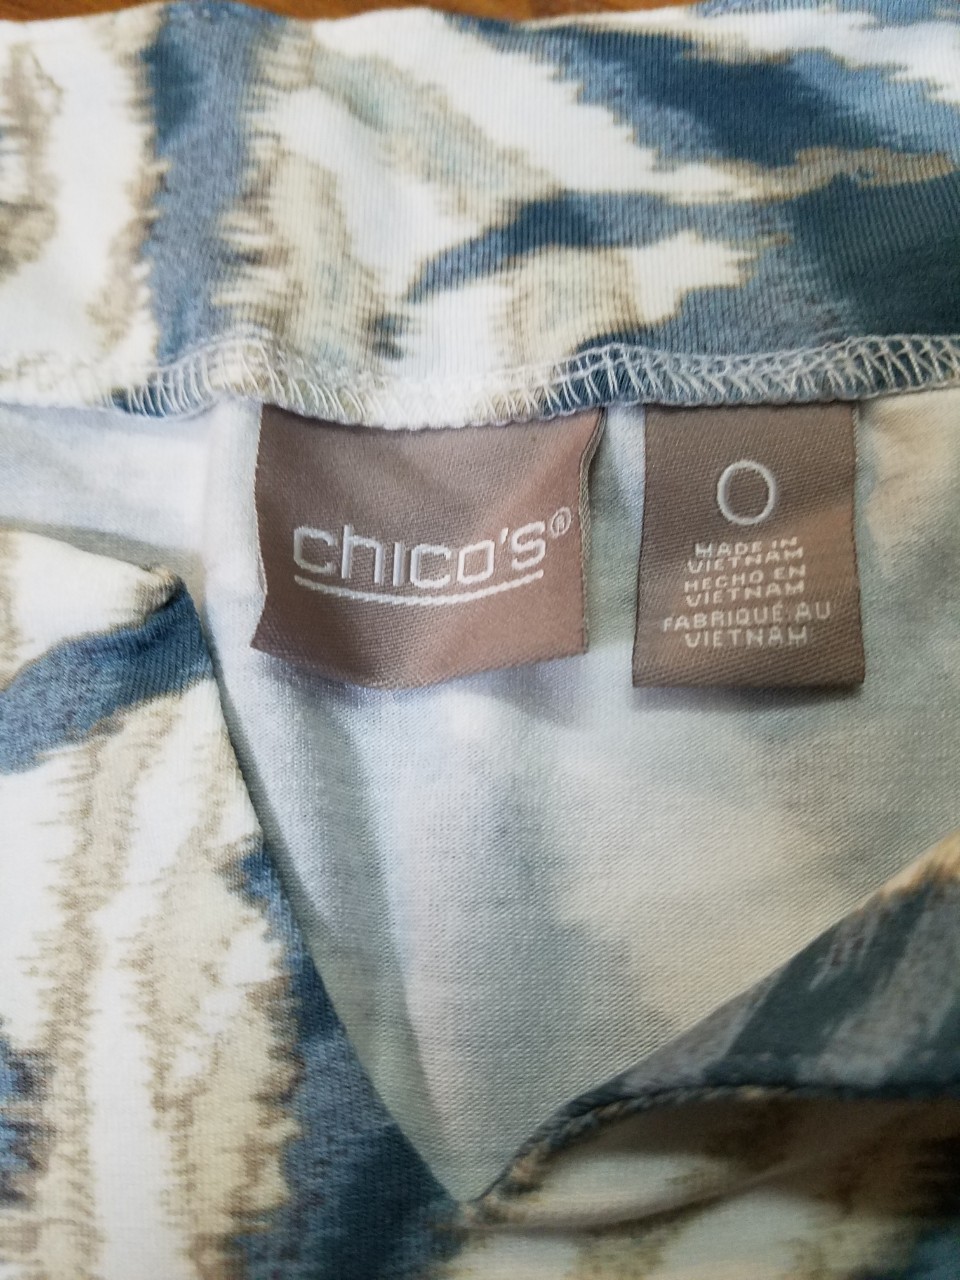 chico's®
0
MADE IN
VIETNAM
HECHO EN
VIETNAM
FABRIQUÉ AU
VIETNAM